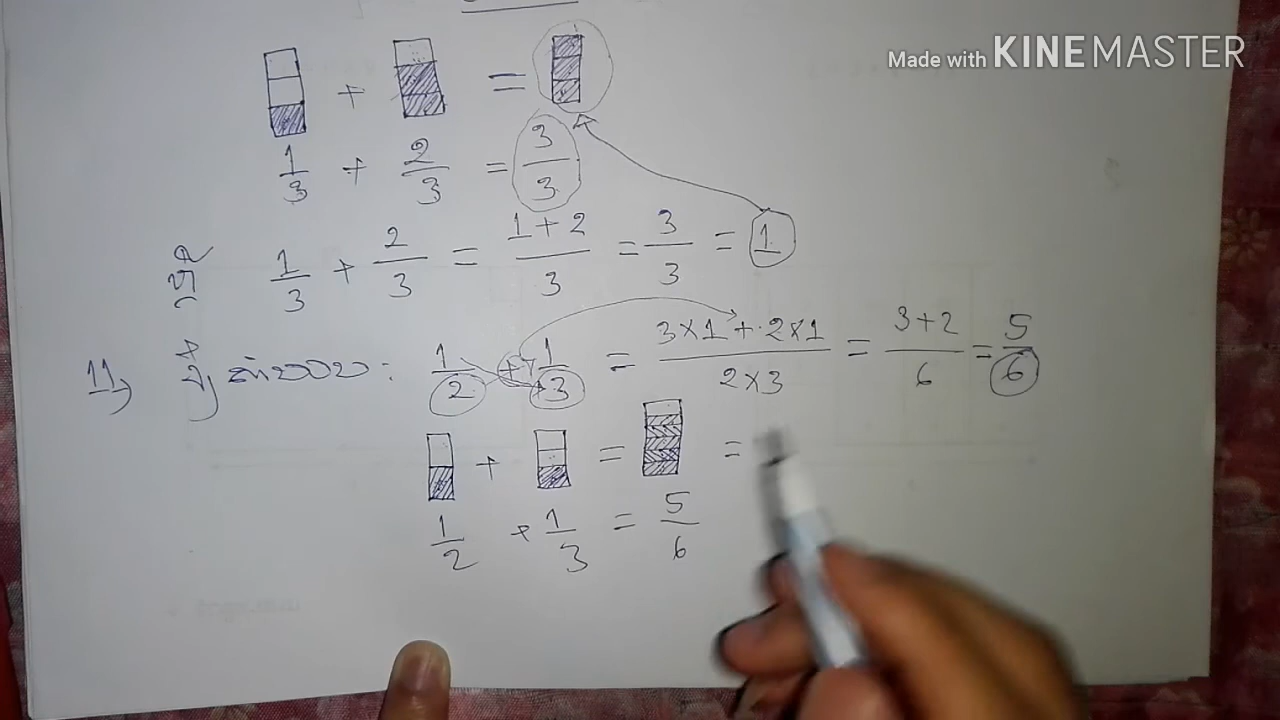 Made with KINEMASTER
+ =
1/3 + 2/3 = 3/3
1/3 + 2/3 = 1+2/3 = 3/3 = 1
11) : 1/2 + 1/3 = 3×1+2×1/2×3 = 3+2/6 = 5/6
+ = =
1/2 + 1/3 = 5/6